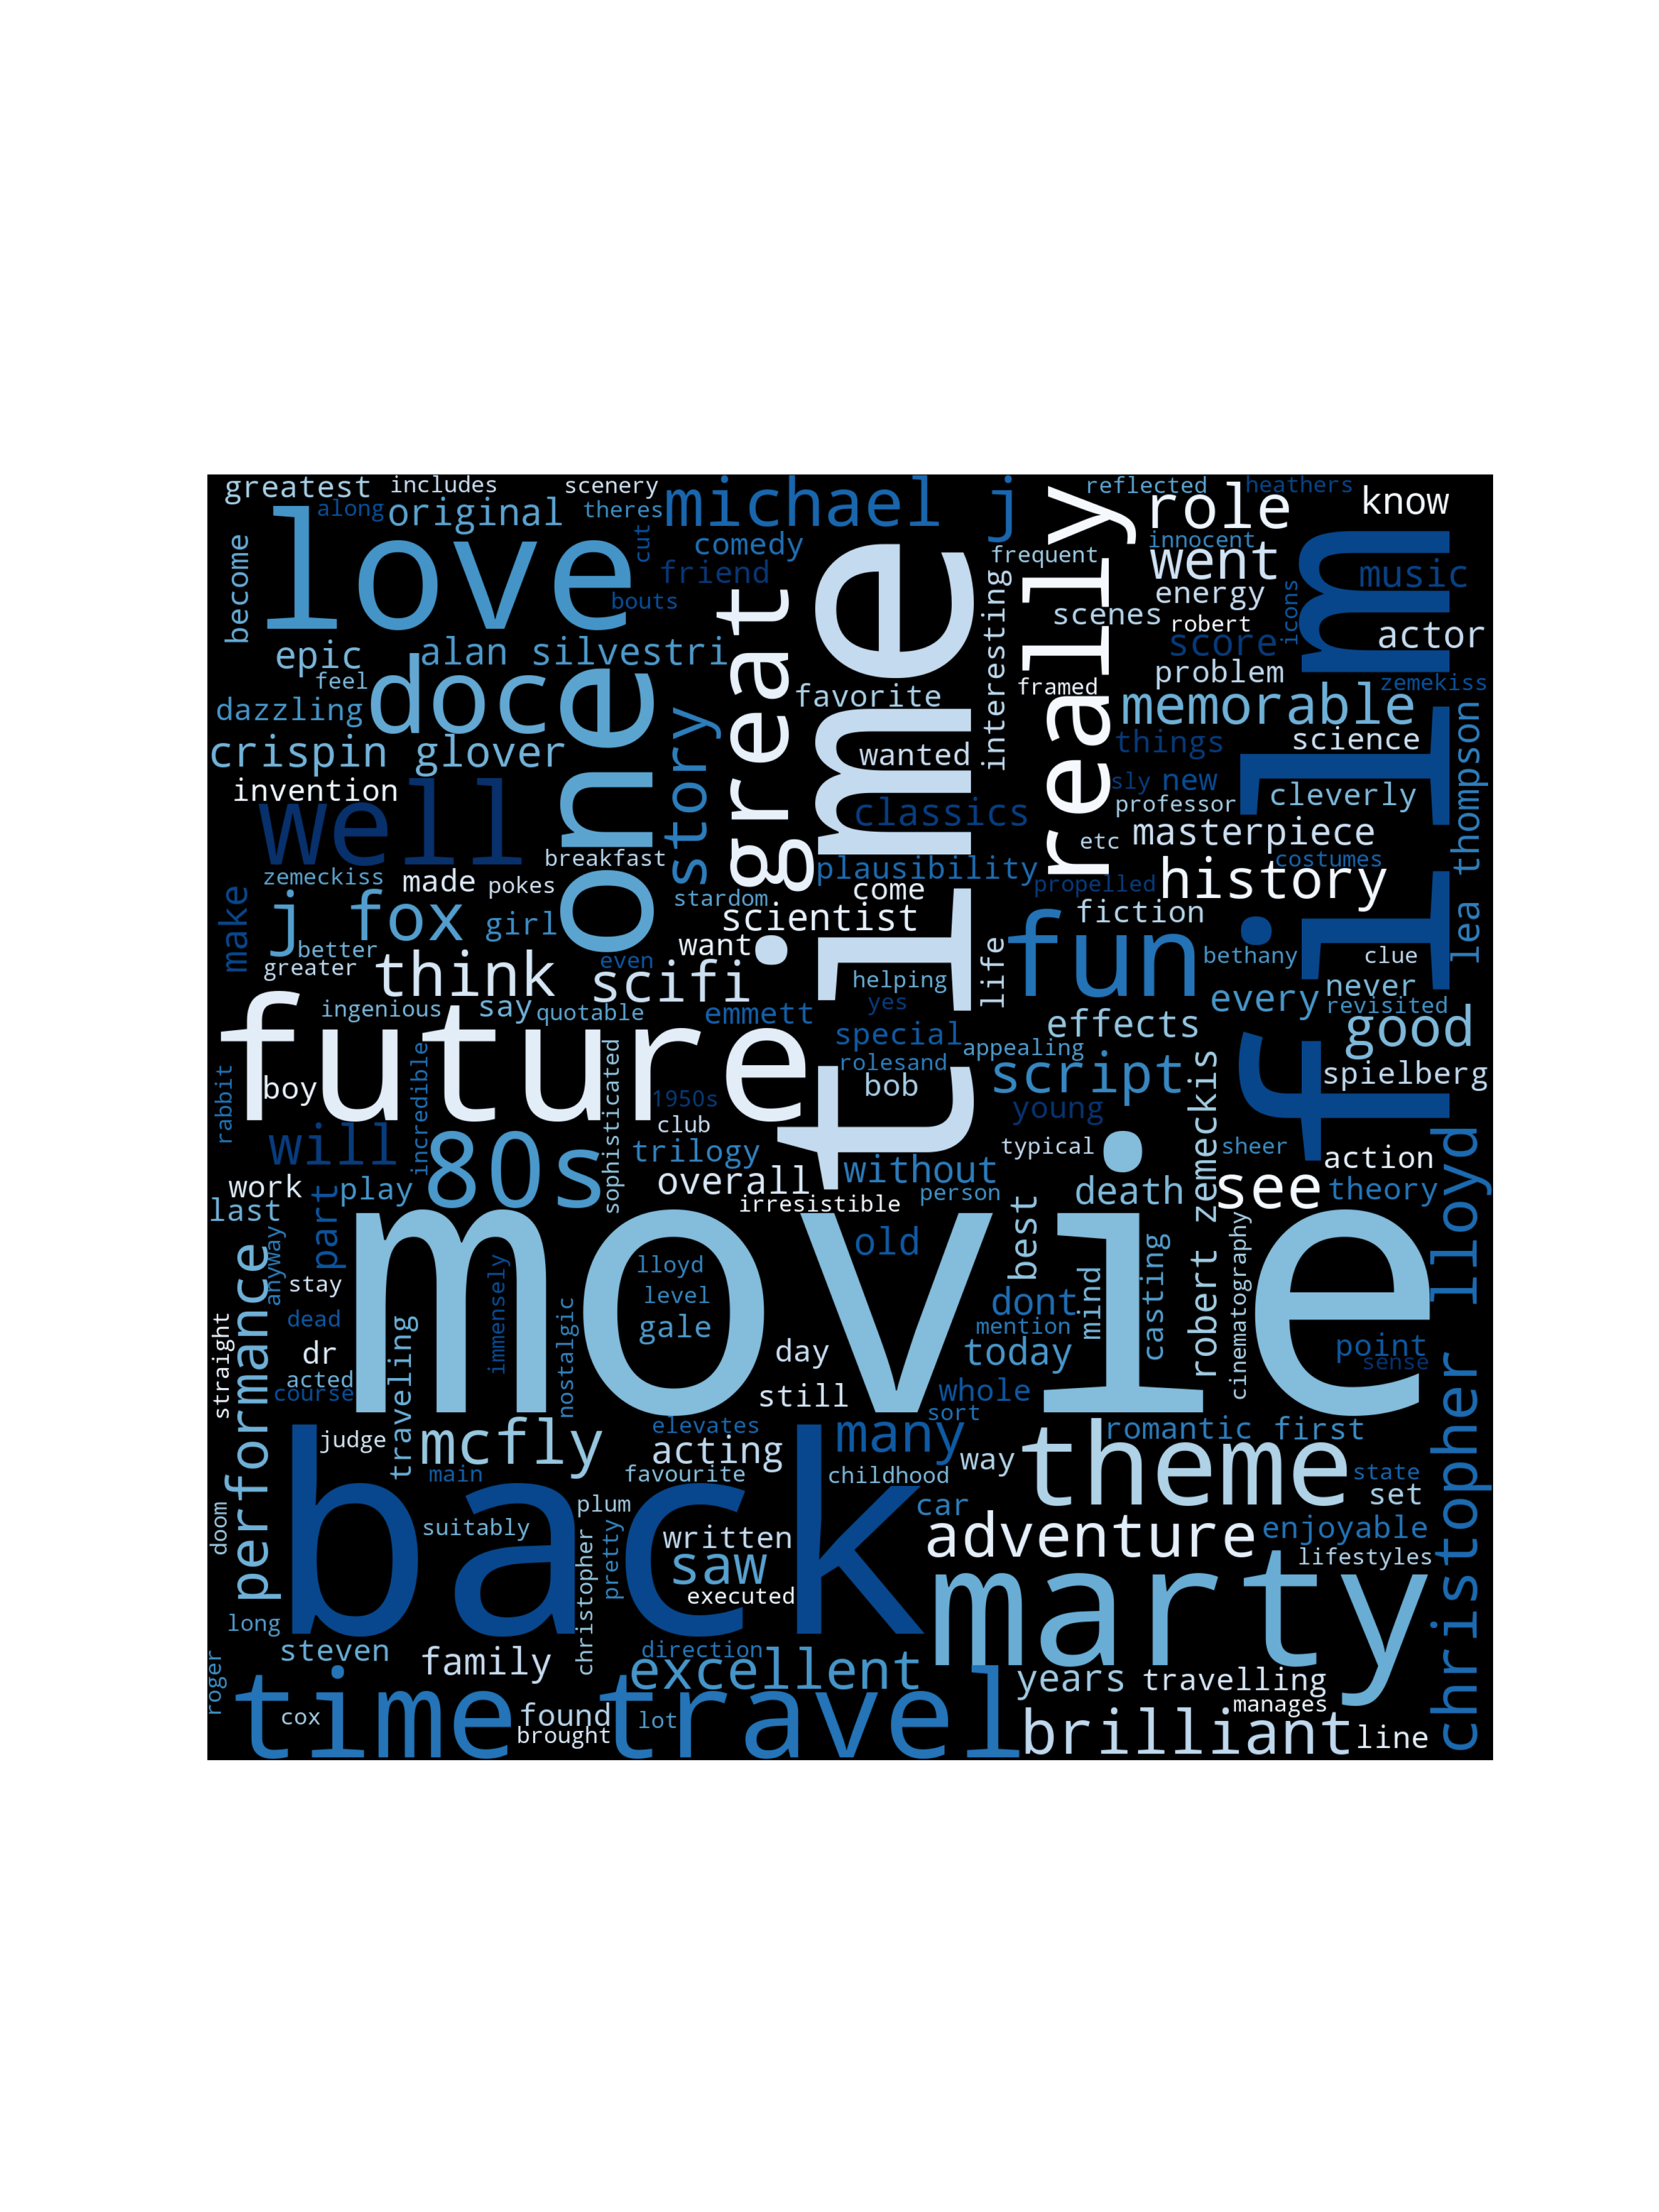 greatest
includes
scenery
michael j
really
reflected
heathers
know
along
original
theres
role
love
cut
comedy
frequent
innocent
went
film
music
become
friend
time
interesting
energy
bouts
great
scenes
robert
icons
actor
epic
alan silvestri
one
score
feel
doc
favorite
framed
problem
zemekiss
dazzling
story
memorable
crispin glover
wanted
things
science
lea thompson
invention
sly
new
cleverly
well
classics
professor
masterpiece
breakfast
etc
zemeckiss
made
pokes
plausibility
propelled
costumes
make
j fox
girl
stardom
come
history
scientist
fiction
better
want
life
fun
bethany
clue
greater
think
even
scifi
helping
every
never
ingenious
say
quotable
emmett
yes
revisited
future
special
effects
good
rabbit
boy
incredible
sophisticated
1950s
rolesand
appealing
script
robert zemeckis
spielberg
club
bob
young
will
80s
trilogy
without
typical
sheer
action
christopher lloyd
work
play
overall
person
death
see
theory
last
part
irresistible
movie
performance
anyway
immensely
lloyd
old
best
casting
cinematography
stay
level
dont
mind
straight
dead
nostalgic
gale
mention
point
dr
traveling
day
today
sense
acted
course
still
whole
sort
back
judge
mcfly
elevates
many
theme
romantic
first
acting
way
main
favourite
childhood
state
set
doom
suitably
plum
car
christopher
pretty
written
adventure
enjoyable
saw
lifestyles
executed
marty
long
steven
family
direction
roger
excellent
years
travelling
time travel
cox
found
lot
manages
brought
brilliant
line